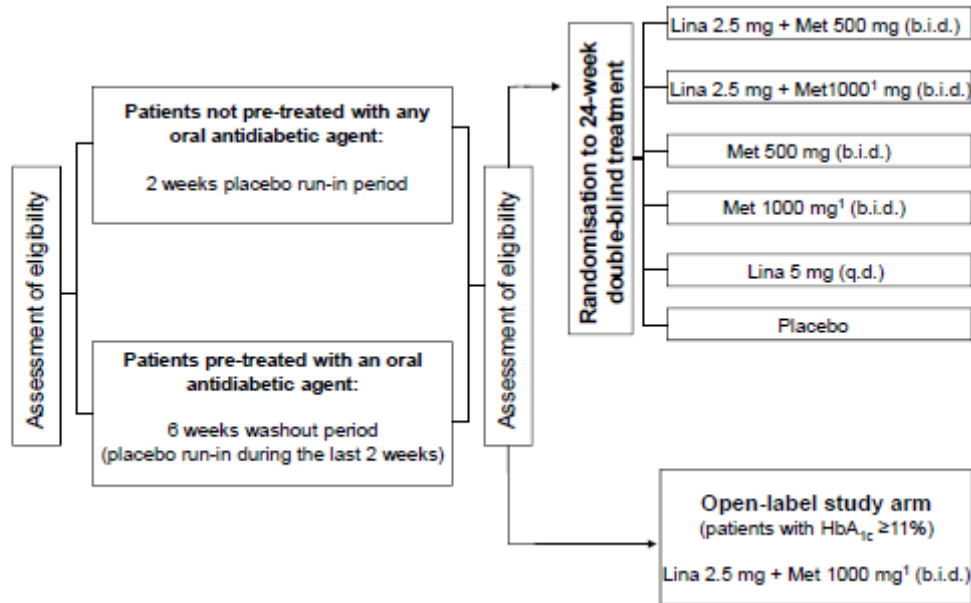 Assessment of eligibility
Patients not pre-treated with any
oral antidiabetic agent:
2 weeks placebo run-in period
Patients pre-treated with an oral
antidiabetic agent:
6 weeks washout period
(placebo run-in during the last 2 weeks)
Assessment of eligibility
Randomisation to 24-week
double-blind treatment
Lina 2.5 mg + Met 500 mg (b.i.d.)
Lina 2.5 mg + Met1000¹ mg (b.i.d.)
Met 500 mg (b.i.d.)
Met 1000 mg¹ (b.i.d.)
Lina 5 mg (q.d.)
Placebo
Open-label study arm
(patients with HbA1c ≥11%)
Lina 2.5 mg + Met 1000 mg¹ (b.i.d.)